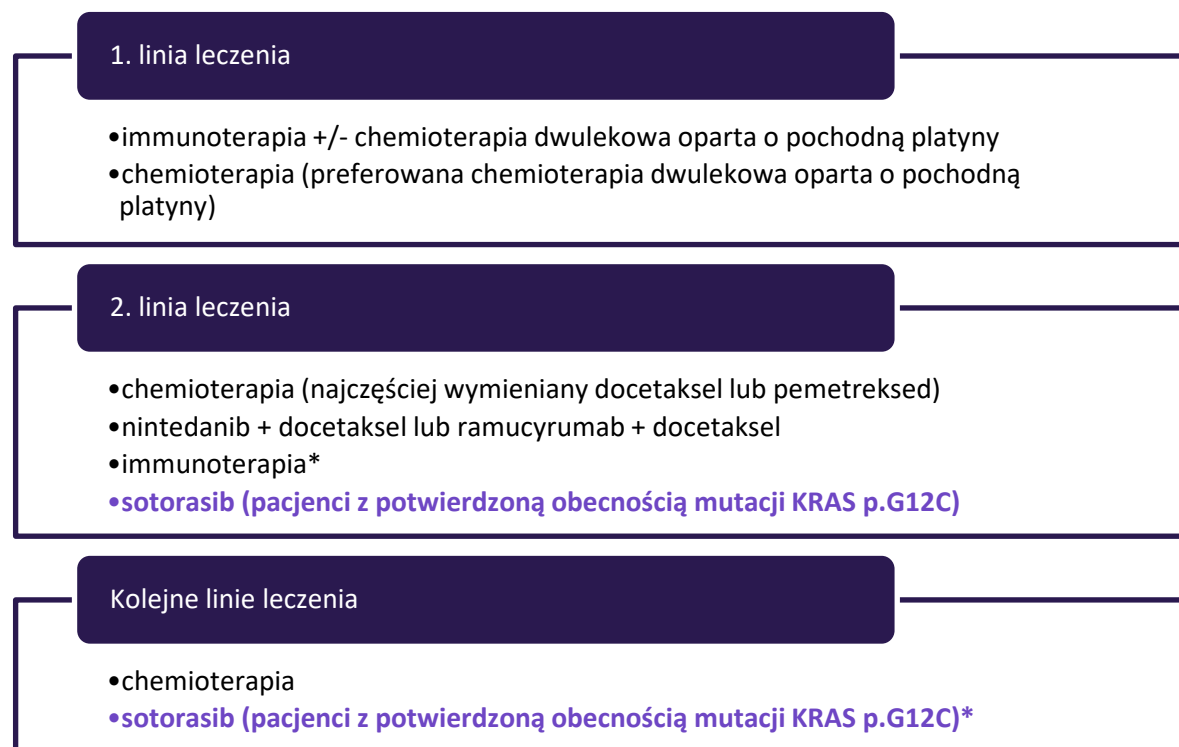 1. linia leczenia
•immunoterapia +/- chemioterapia dwulekowa oparta o pochodną platyny
•chemioterapia (preferowana chemioterapia dwulekowa oparta o pochodną
platyny)
2. linia leczenia
•chemioterapia (najczęściej wymieniany docetaksel lub pemetreksed)
•nintedanib + docetaksel lub ramucyrumab + docetaksel
•immunoterapia*
•sotorasib (pacjenci z potwierdzoną obecnością mutacji KRAS p.G12C)
Kolejne linie leczenia
•chemioterapia
•sotorasib (pacjenci z potwierdzoną obecnością mutacji KRAS p.G12C)*